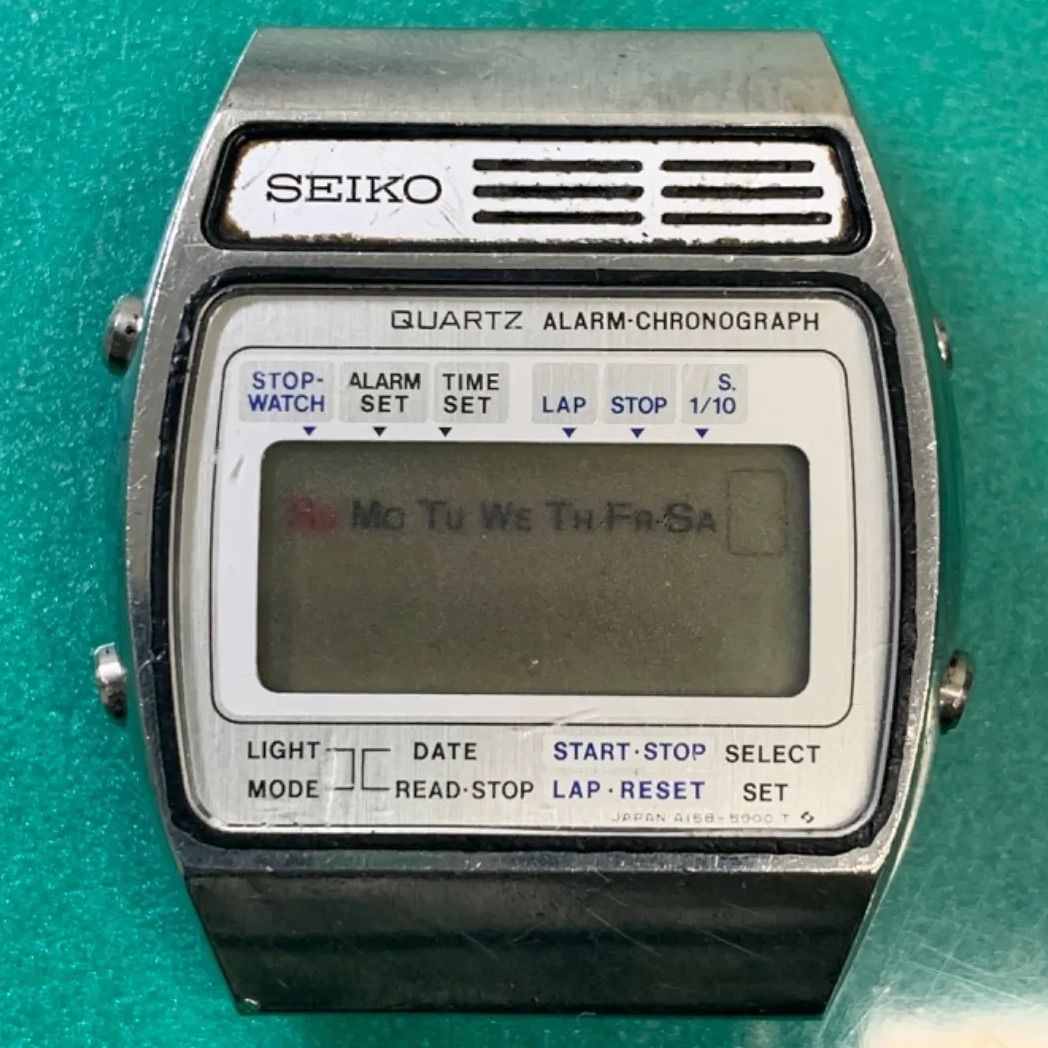 SEIKO
QUARTZ ALARM·CHRONOGRAPH
STOP- ALARM TIME S.
WATCH SET SET LAP STOP 1/10
Su Mo Tu We Th Fr Sa
LIGHT DATE START·STOP SELECT
MODE READ·STOP LAP·RESET SET
JAPAN A158-5000 T